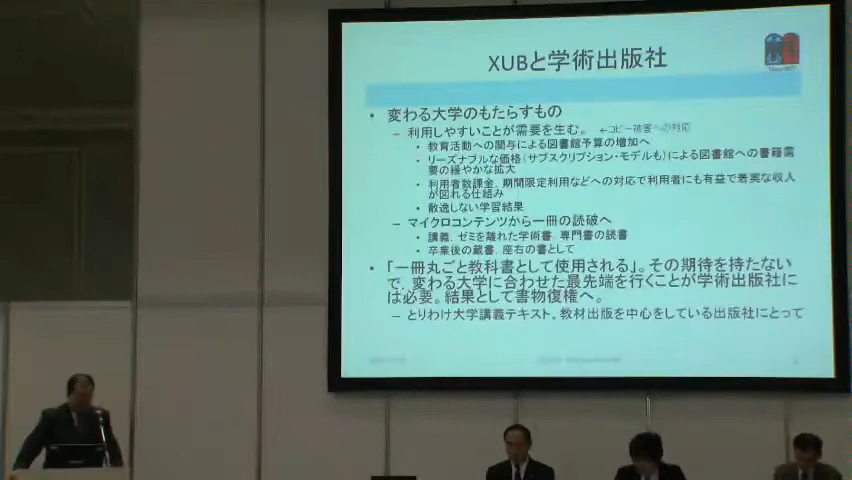 XUBと学術出版社
• 変わる大学のもたらすもの
– 利用しやすいことが需要を生む。 ←コピー被害への対応
• 教育活動への関与による図書館予算の増加へ
• リーズナブルな価格(サブスクリプション・モデルも)による図書館への書籍需
要の緩やかな拡大
• 利用者数課金、期間限定利用などへの対応で利用者にも有益で着実な収入
が図れる仕組み
• 散逸しない学習結果
– マイクロコンテンツから一冊の読破へ
• 講義、ゼミを離れた学術書、専門書の読書
• 卒業後の蔵書、座右の書として
• 「一冊丸ごと教科書として使用される」。その期待を持たない
で、変わる大学に合わせた最先端を行くことが学術出版社に
は必要。結果として書物復権へ。
– とりわけ大学講義テキスト、教材出版を中心をしている出版社にとって